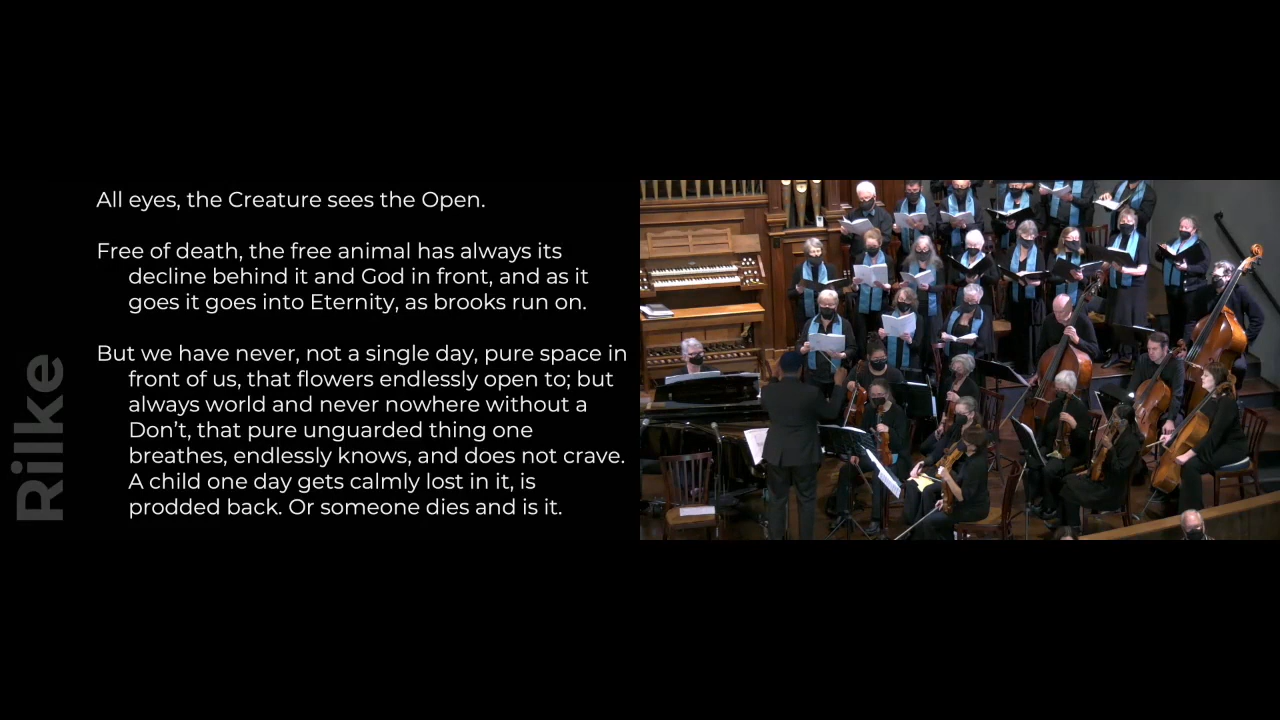 All eyes, the Creature sees the Open.
Free of death, the free animal has always its
decline behind it and God in front, and as it
goes it goes into Eternity, as brooks run on.
But we have never, not a single day, pure space in
front of us, that flowers endlessly open to; but
always world and never nowhere without a
Don’t, that pure unguarded thing one
breathes, endlessly knows, and does not crave.
A child one day gets calmly lost in it, is
prodded back. Or someone dies and is it.
Rilke